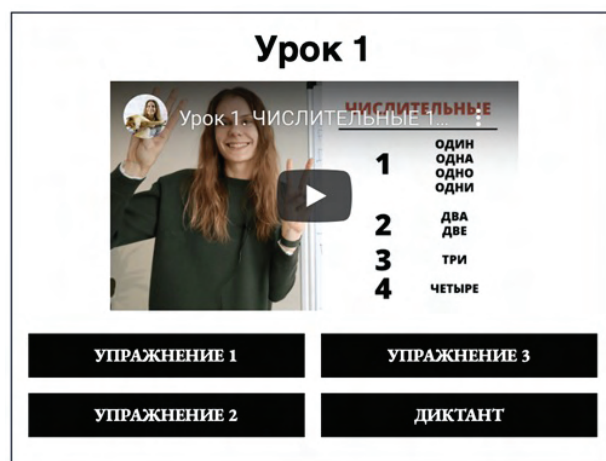 Урок 1
Урок 1. ЧИСЛИТЕЛЬНЫЕ 1...
ЧИСЛИТЕЛЬНЫЕ
1
ОДИН
ОДНА
ОДНО
ОДНИ
2
ДВА
ДВЕ
3 ТРИ
4 ЧЕТЫРЕ
УПРАЖНЕНИЕ 1 УПРАЖНЕНИЕ 3
УПРАЖНЕНИЕ 2 ДИКТАНТ